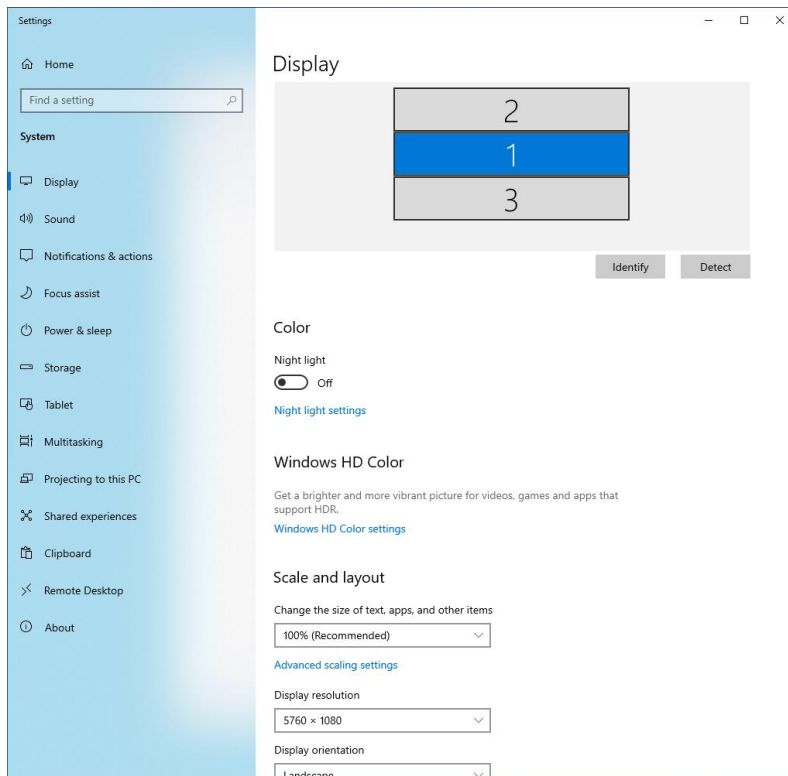 Settings
Home
Find a setting
System
Display
Sound
Notifications & actions
Focus assist
Power & sleep
Storage
Tablet
Multitasking
Projecting to this PC
Shared experiences
Clipboard
Remote Desktop
About
Display
2
1
3
Identify
Detect
Color
Night light
Off
Night light settings
Windows HD Color
Get a brighter and more vibrant picture for videos, games and apps that
support HDR.
Windows HD Color settings
Scale and layout
Change the size of text, apps, and other items
100% (Recommended)
Advanced scaling settings
Display resolution
5760 × 1080
Display orientation
Landscape